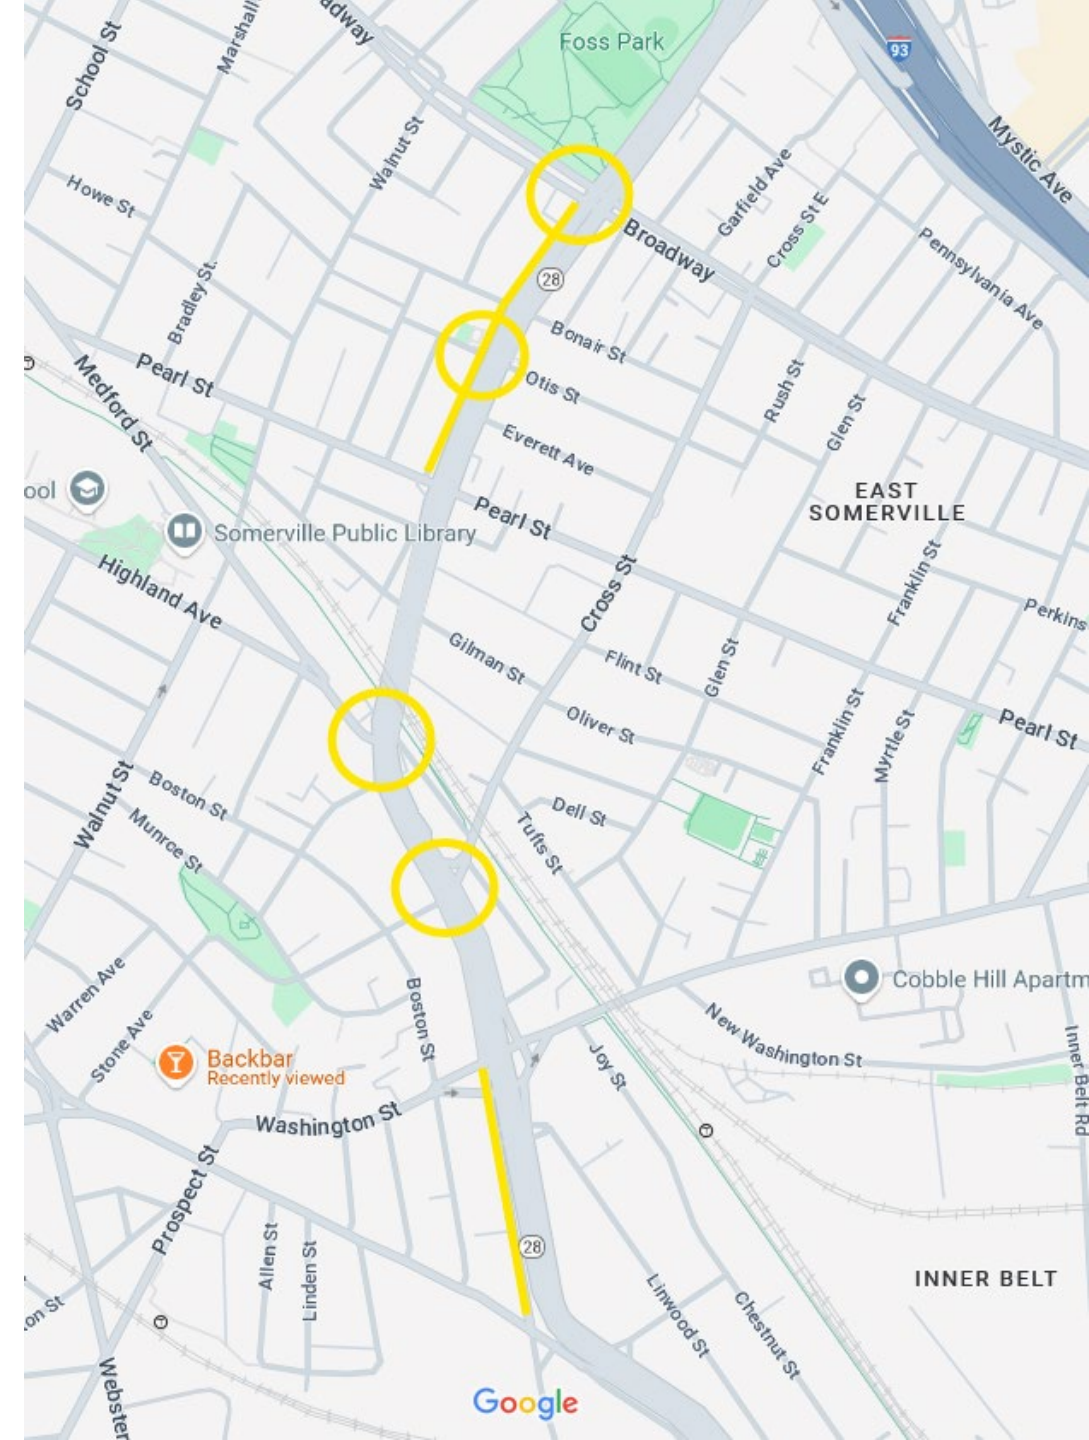 adway
Foss Park
93
Marshall
School St
Mystic Ave
Walnut St
Garfield Ave
Howe St
Cross St E
Broadway
Pennsylvania Ave
28
Bradley St.
Bonair St
Pearl St
Medford St
Otis St
Rush St
Glen St
Everett Ave
ool
EAST
SOMERVILLE
Pearl St
Somerville Public Library
Highland Ave
Franklin St
Cross St
Perkins
Gilman St
Flint St
Glen St
Oliver St
Franklin St
Myrtle St
Pearl St
Boston St
Walnut St
Munroe St
Dell St
Tufts St
Warren Ave
Boston St
Cobble Hill Apartm
Stone Ave
New Washington St
Backbar
Recently viewed
Joy St
Inner Belt Rd
Washington St
Prospect St
Allen St
Linden St
28
INNER BELT
on St
Linwood St
Chestnut St
Webster
Google